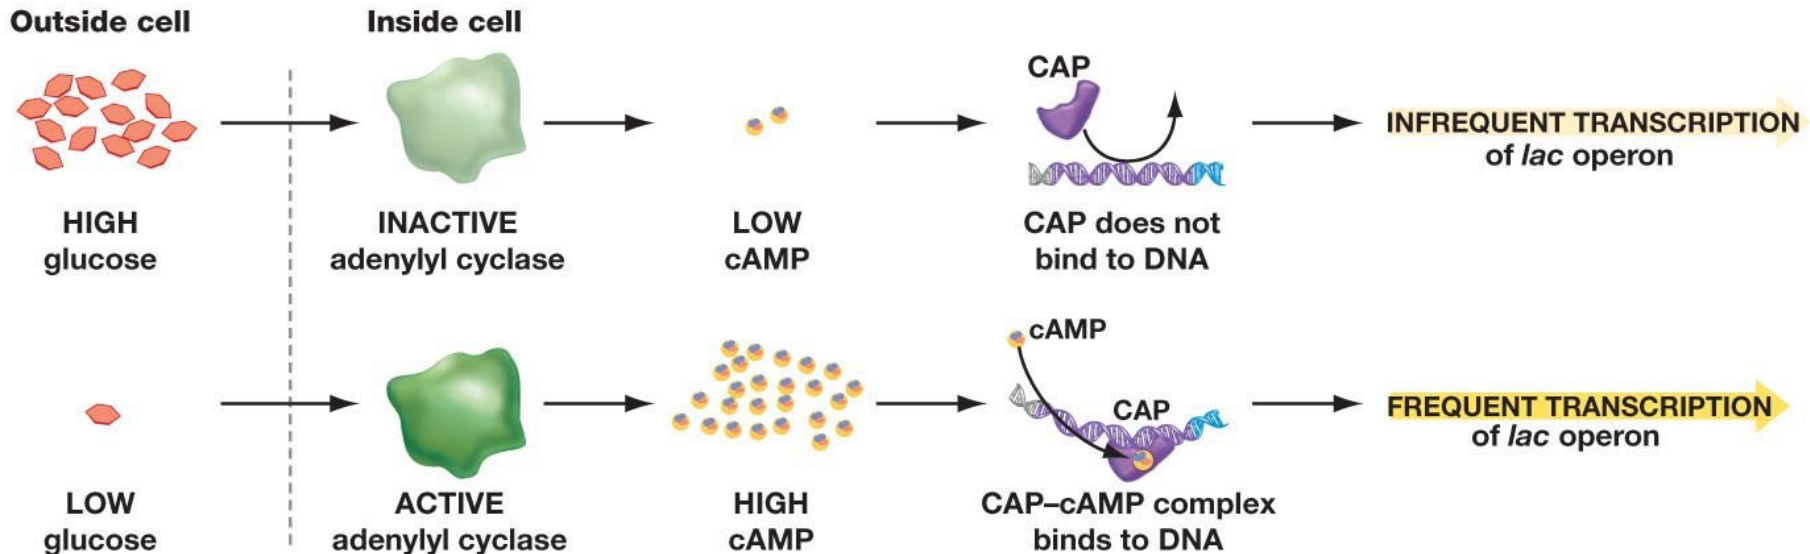 Outside cell
Inside cell
CAP
INFREQUENT TRANSCRIPTION
of lac operon
HIGH
glucose
INACTIVE
adenylyl cyclase
LOW
cAMP
CAP does not
bind to DNA
cAMP
CAP
FREQUENT TRANSCRIPTION
of lac operon
LOW
glucose
ACTIVE
adenylyl cyclase
HIGH
cAMP
CAP–cAMP complex
binds to DNA